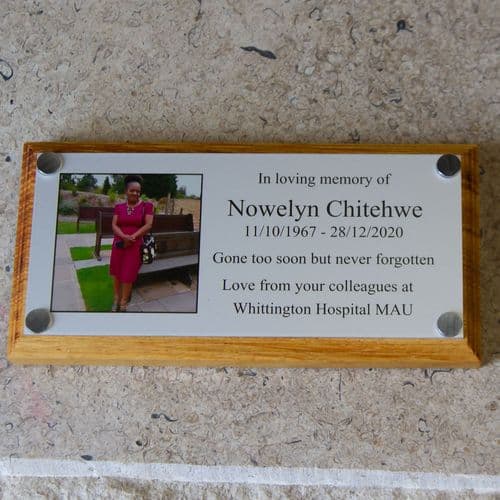 In loving memory of
Nowelyn Chitehwe
11/10/1967 - 28/12/2020
Gone too soon but never forgotten
Love from your colleagues at
Whittington Hospital MAU